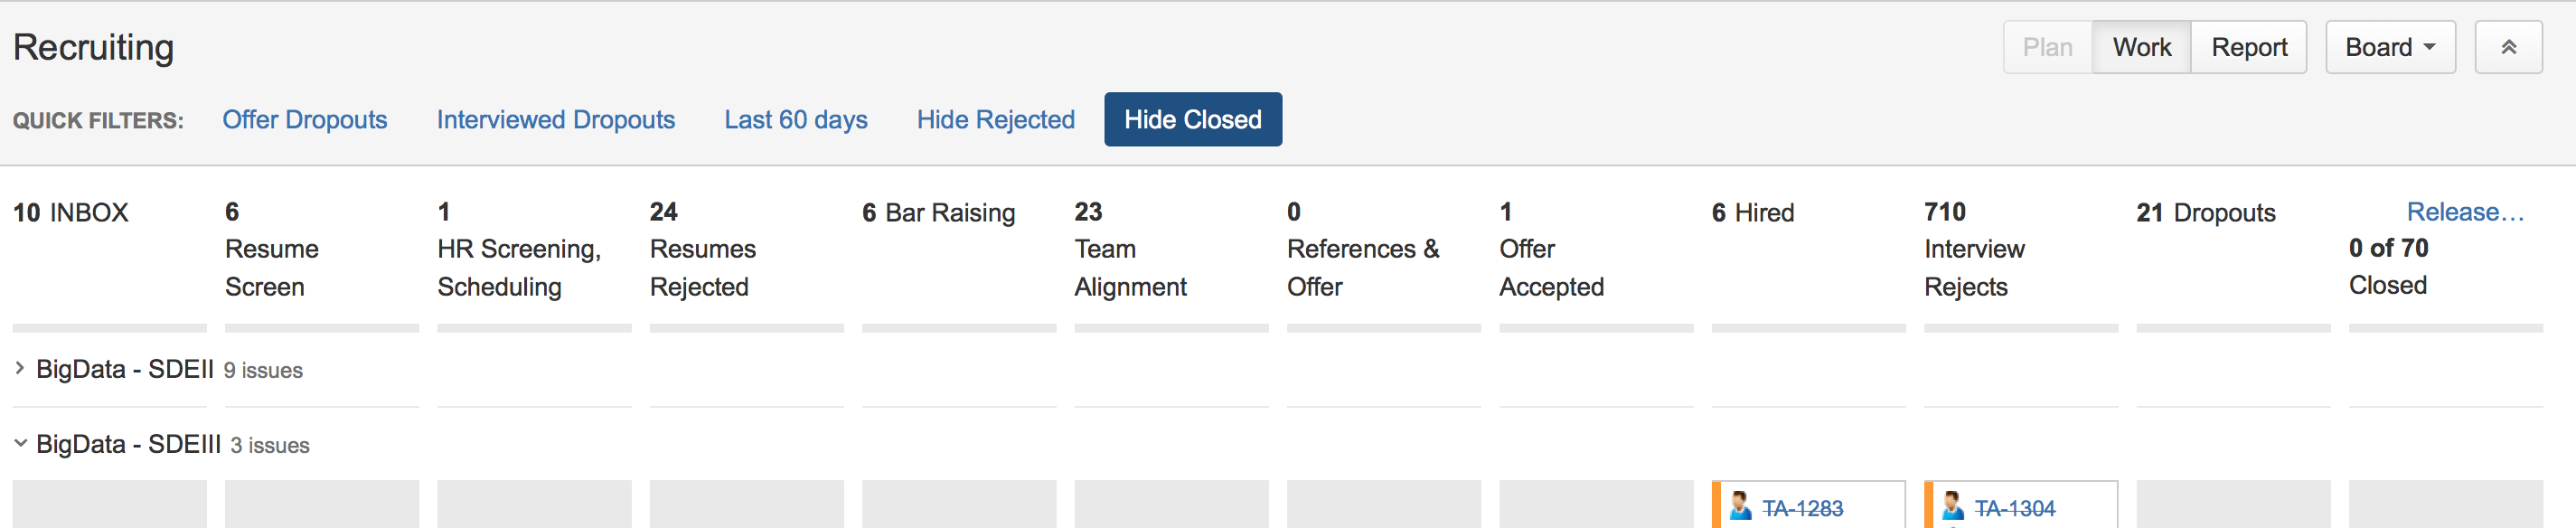 Recruiting
Plan Work Report Board
QUICK FILTERS: Offer Dropouts Interviewed Dropouts Last 60 days Hide Rejected Hide Closed
10 INBOX
6
Resume
Screen
1
HR Screening,
Scheduling
24
Resumes
Rejected
6 Bar Raising
23
Team
Alignment
0
References &
Offer
1
Offer
Accepted
6 Hired
710
Interview
Rejects
21 Dropouts
Release…
0 of 70
Closed
BigData - SDEII 9 issues
BigData - SDEIII 3 issues
TA-1283
TA-1304